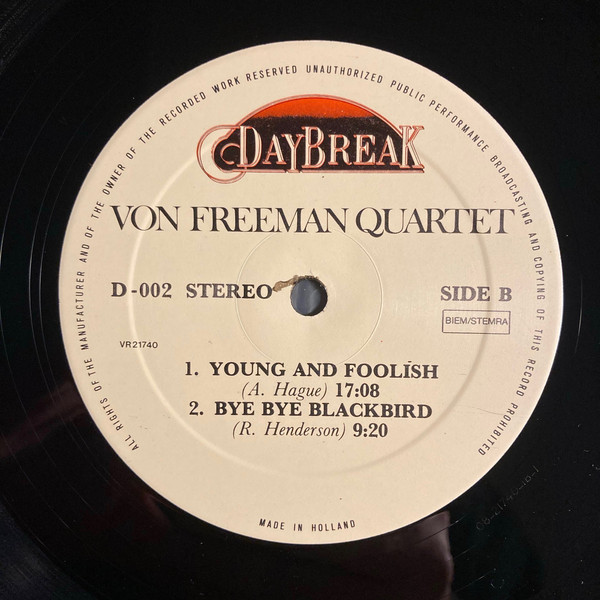 ALL RIGHTS OF THE MANUFACTURER AND OF THE OWNER OF THE RECORDED WORK RESERVED UNAUTHORIZED PUBLIC PERFORMANCE BROADCASTING AND COPYING OF THIS RECORD PROHIBITED
DAYBREAK
VON FREEMAN QUARTET
D-002 STEREO
SIDE B
BIEM/STEMRA
VR21740
1. YOUNG AND FOOLISH
(A. Hague) 17:08
2. BYE BYE BLACKBIRD
(R. Henderson) 9:20
MADE IN HOLLAND